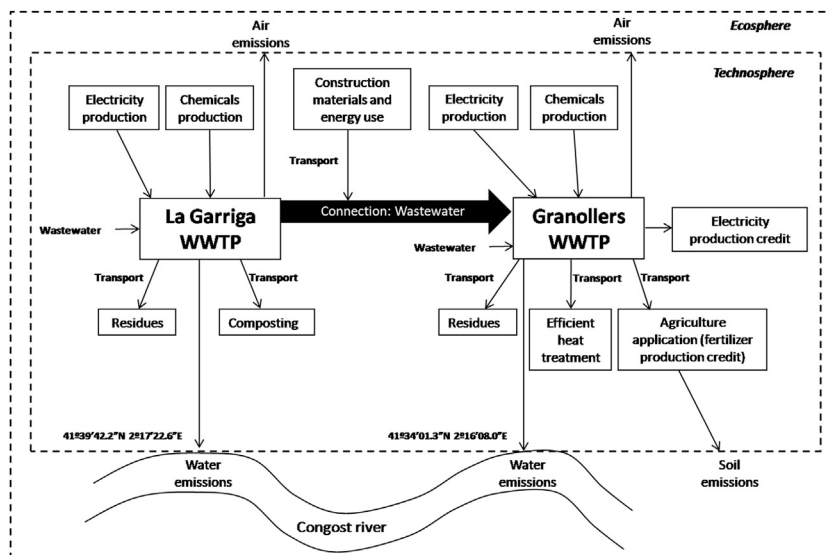 Air
emissions
Air
emissions
Ecosphere
Technosphere
Electricity
production
Chemicals
production
Construction
materials and
energy use
Electricity
production
Chemicals
production
Transport
Wastewater
La Garriga
WWTP
Connection: Wastewater
Granollers
WWTP
Wastewater
Electricity
production credit
Transport
Transport
Transport
Transport
Transport
Residues
Composting
Residues
Efficient
heat
treatment
Agriculture
application (fertilizer
production credit)
41º39’42.2”N 2º17’22.6”E
41º34’01.3”N 2º16’08.0”E
Water
emissions
Water
emissions
Soil
emissions
Congost river